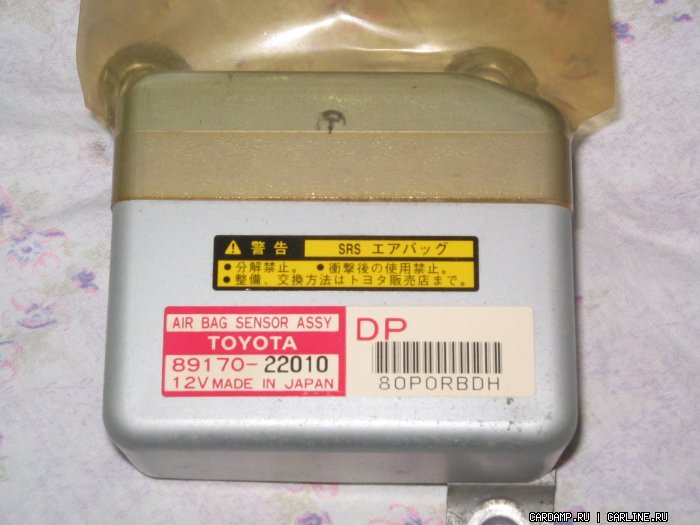 警告 SRS エアバッグ
●分解禁止。 ●衝撃後の使用禁止。
●整備、交換方法はトヨタ販売店まで。
AIR BAG SENSOR ASSY
TOYOTA
89170-22010
12V MADE IN JAPAN
DP
80P0RBDH
CARDAMP.RU | CARLINE.RU